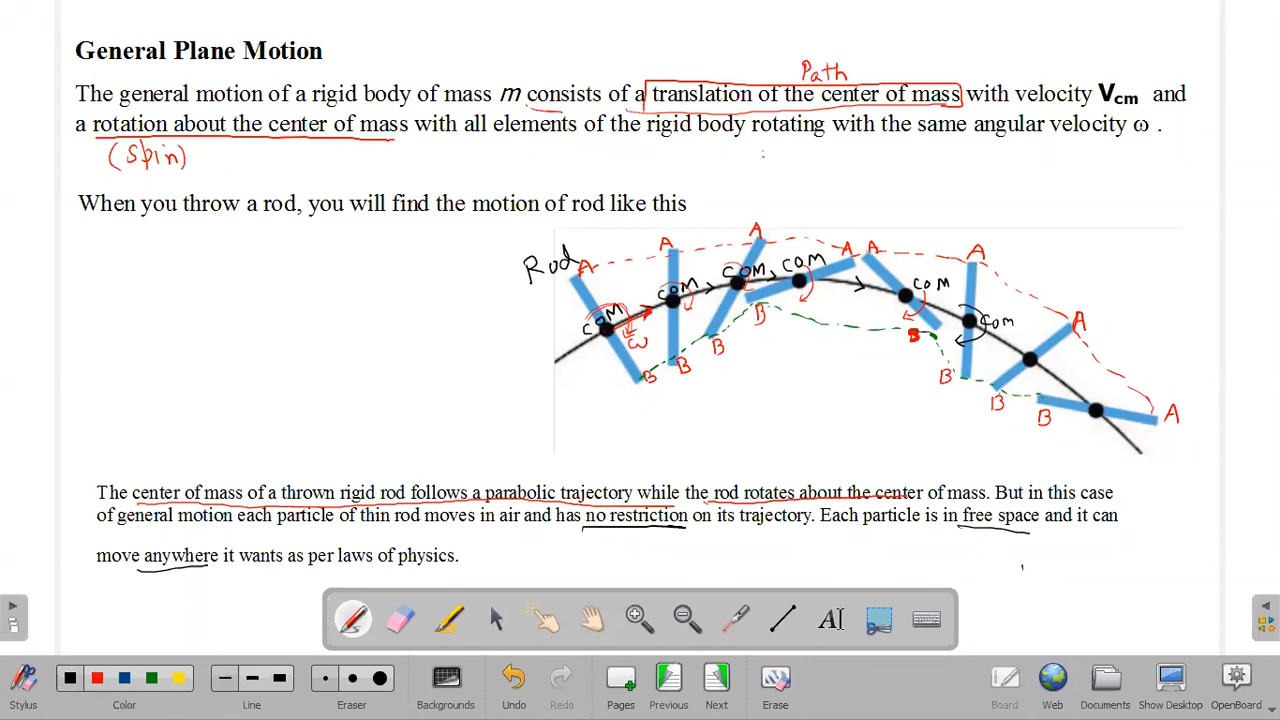 General Plane Motion
Path
The general motion of a rigid body of mass m consists of a translation of the center of mass with velocity Vcm and
a rotation about the center of mass with all elements of the rigid body rotating with the same angular velocity ω .
(Spin)
When you throw a rod, you will find the motion of rod like this
Rod
A A A A A A A A
COM COM COM COM COM COM
ω
B B B B B B B B
The center of mass of a thrown rigid rod follows a parabolic trajectory while the rod rotates about the center of mass. But in this case
of general motion each particle of thin rod moves in air and has no restriction on its trajectory. Each particle is in free space and it can
move anywhere it wants as per laws of physics.
Stylus Color Line Eraser Backgrounds Undo Redo Pages Previous Next Erase Board Web Documents Show Desktop OpenBoard